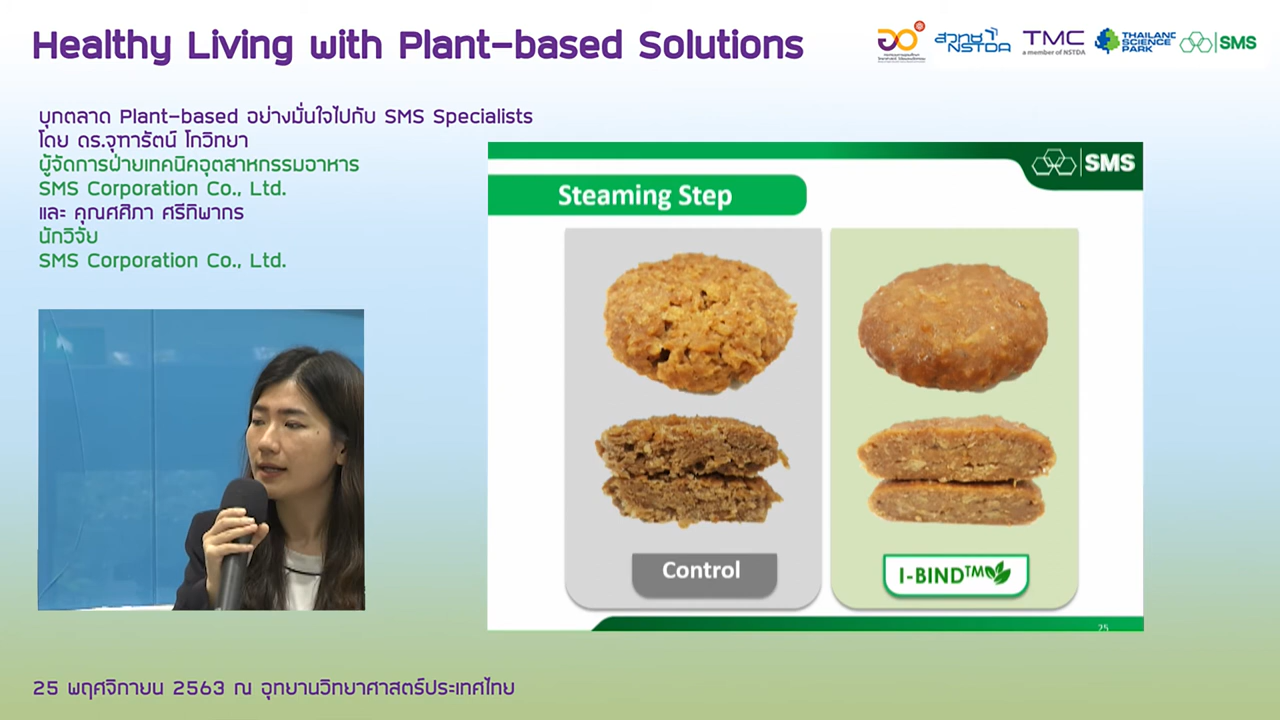 Healthy Living with Plant-based Solutions
สวทช
NSTDA
TMC
a member of NSTDA
THAILAND
SCIENCE
PARK
SMS
บุกตลาด Plant-based อย่างมั่นใจไปกับ SMS Specialists
โดย ดร.จุฑารัตน์ โกวิทยา
ผู้จัดการฝ่ายเทคนิคอุตสาหกรรมอาหาร
SMS Corporation Co., Ltd.
และ คุณศศิภา ศรีทิพากร
นักวิจัย
SMS Corporation Co., Ltd.
SMS
Steaming Step
Control
I-BIND™
25
25 พฤศจิกายน 2563 ณ อุทยานวิทยาศาสตร์ประเทศไทย